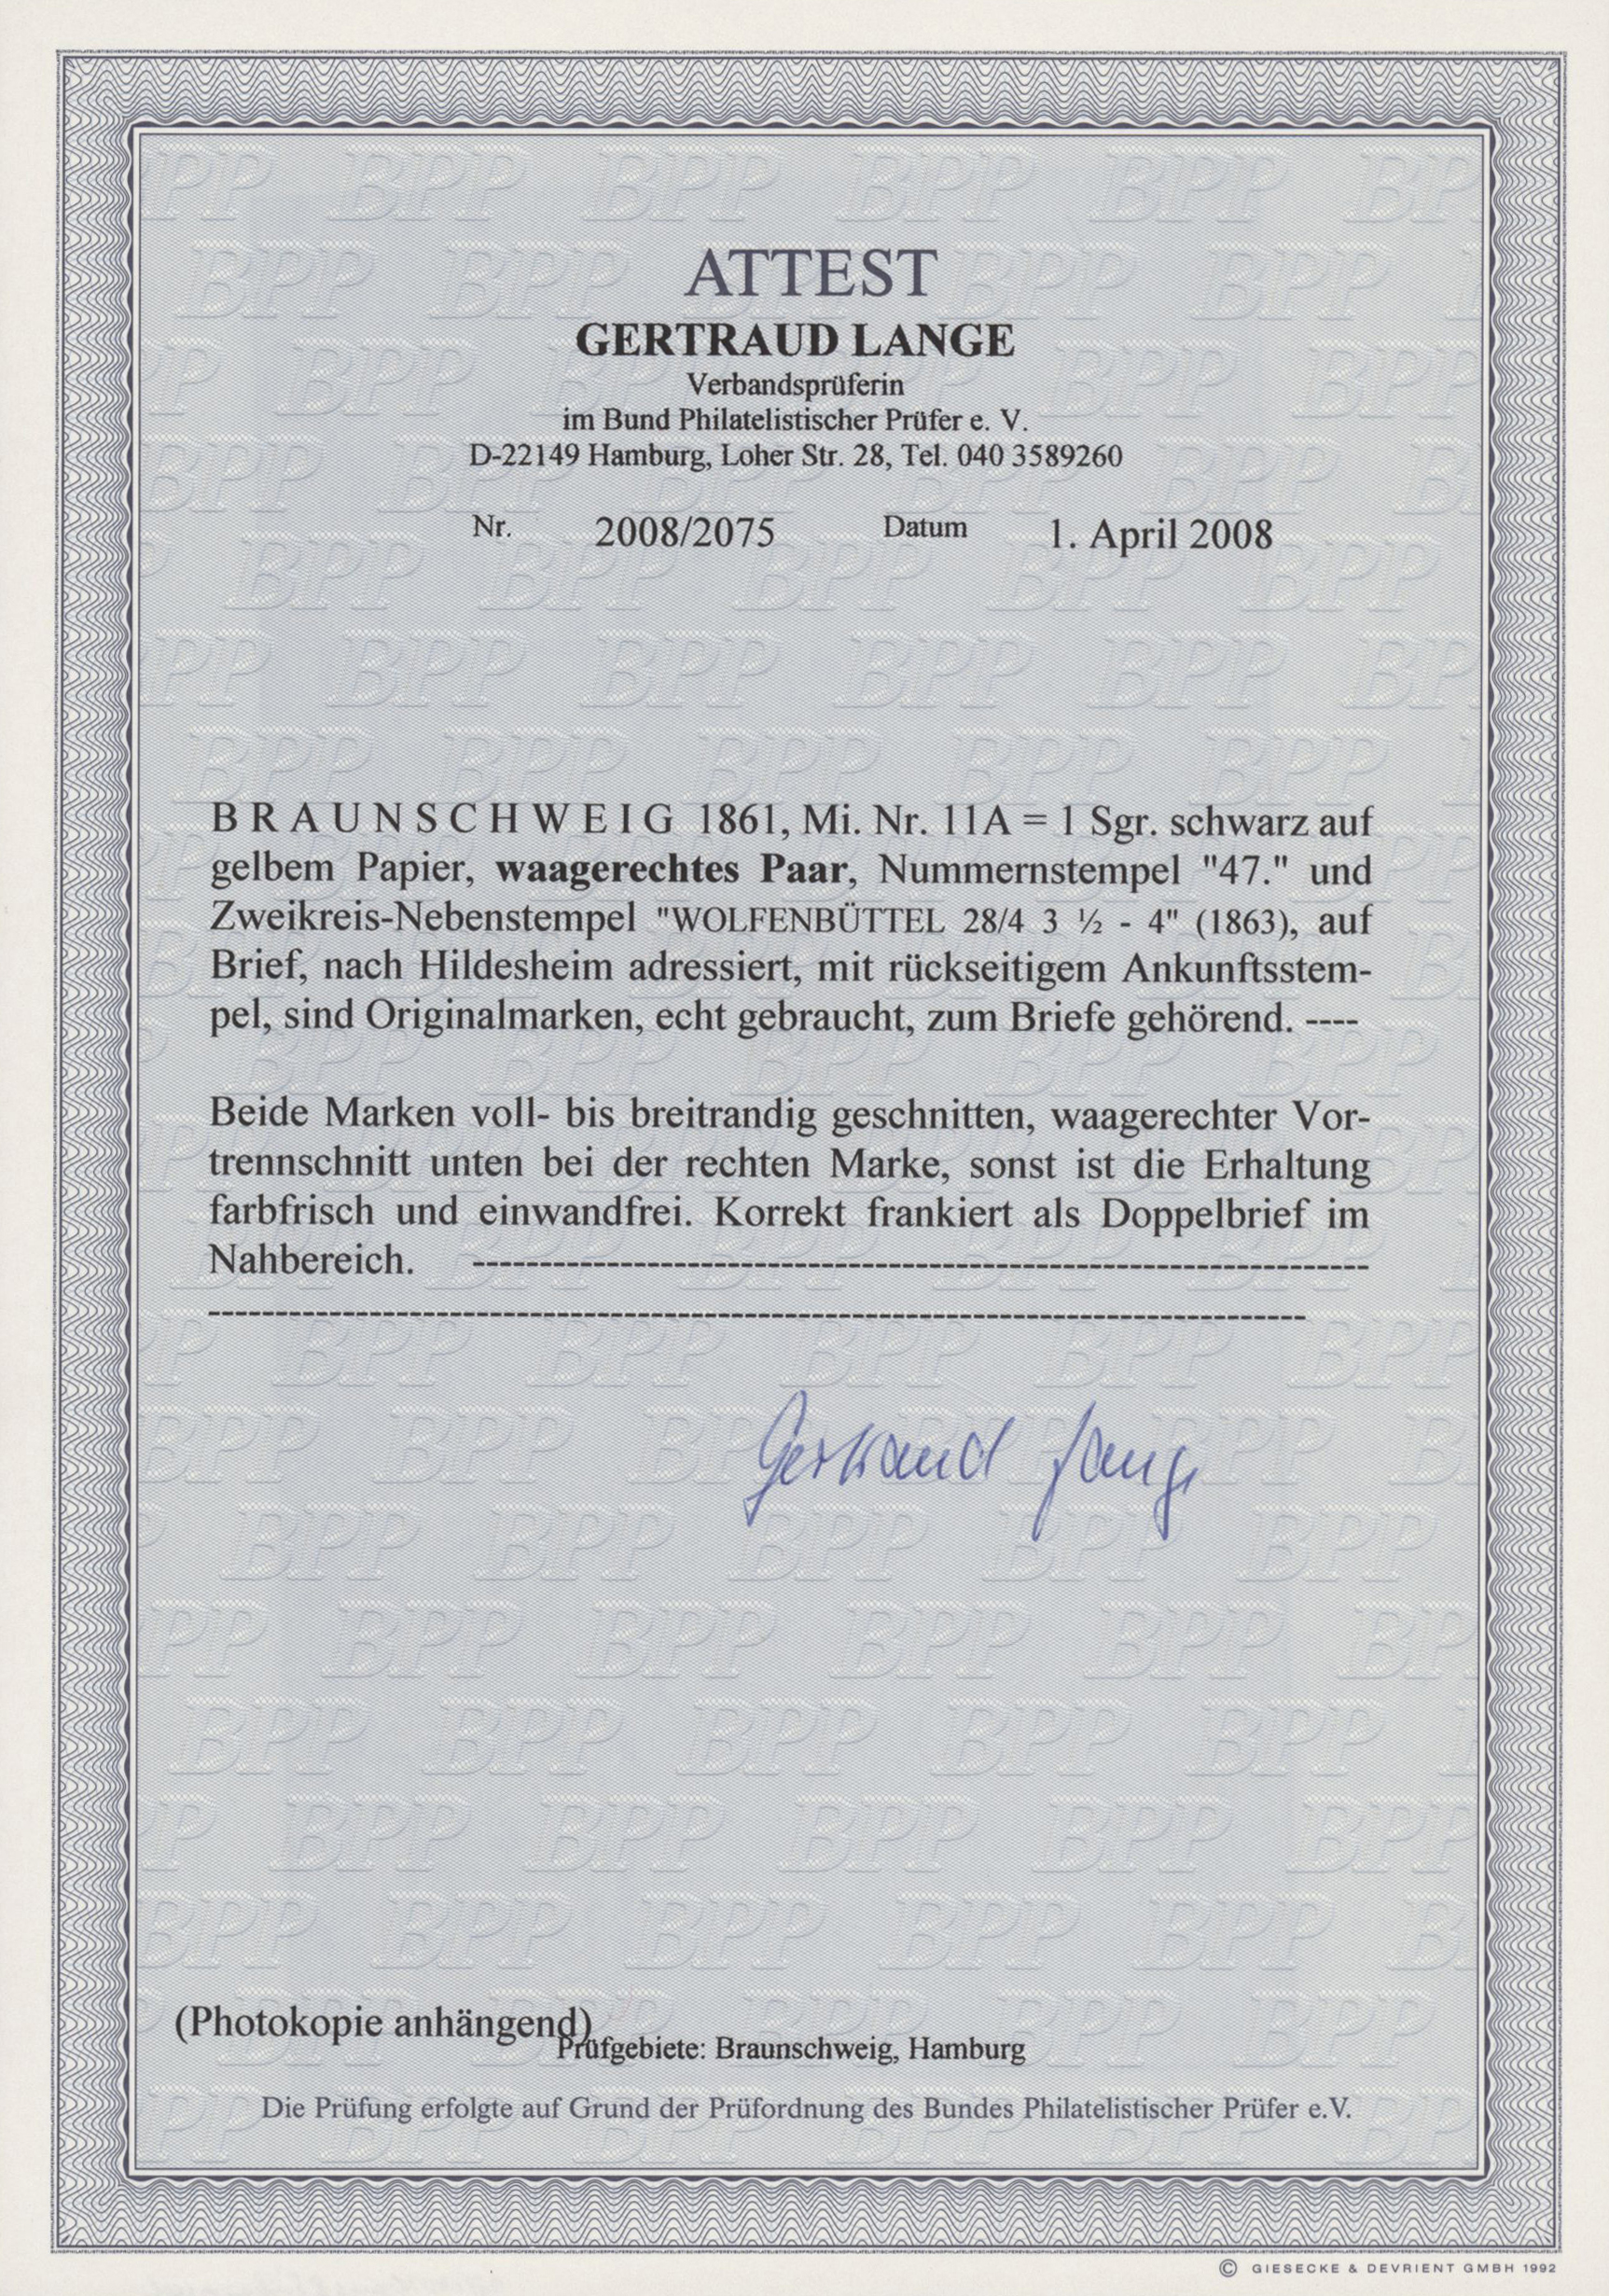 ATTEST
GERTRAUD LANGE
Verbandsprüferin
im Bund Philatelistischer Prüfer e. V.
D-22149 Hamburg, Loher Str. 28, Tel. 040 3589260
Nr. 2008/2075 Datum 1. April 2008
BRAUNSCHWEIG 1861, Mi. Nr. 11A = 1 Sgr. schwarz auf
gelbem Papier, waagerechtes Paar, Nummernstempel "47." und
Zweikreis-Nebenstempel "WOLFENBÜTTEL 28/4 3 ½ - 4" (1863), auf
Brief, nach Hildesheim adressiert, mit rückseitigem Ankunftsstem-
pel, sind Originalmarken, echt gebraucht, zum Briefe gehörend. ----
Beide Marken voll- bis breitrandig geschnitten, waagerechter Vor-
trennschnitt unten bei der rechten Marke, sonst ist die Erhaltung
farbfrisch und einwandfrei. Korrekt frankiert als Doppelbrief im
Nahbereich. ----------------------------------------------------------------
--------------------------------------------------------------------------------
Gertraud Lange
(Photokopie anhängend)
Prüfgebiete: Braunschweig, Hamburg
Die Prüfung erfolgte auf Grund der Prüfordnung des Bundes Philatelistischer Prüfer e.V.
© GIESECKE & DEVRIENT GMBH 1992